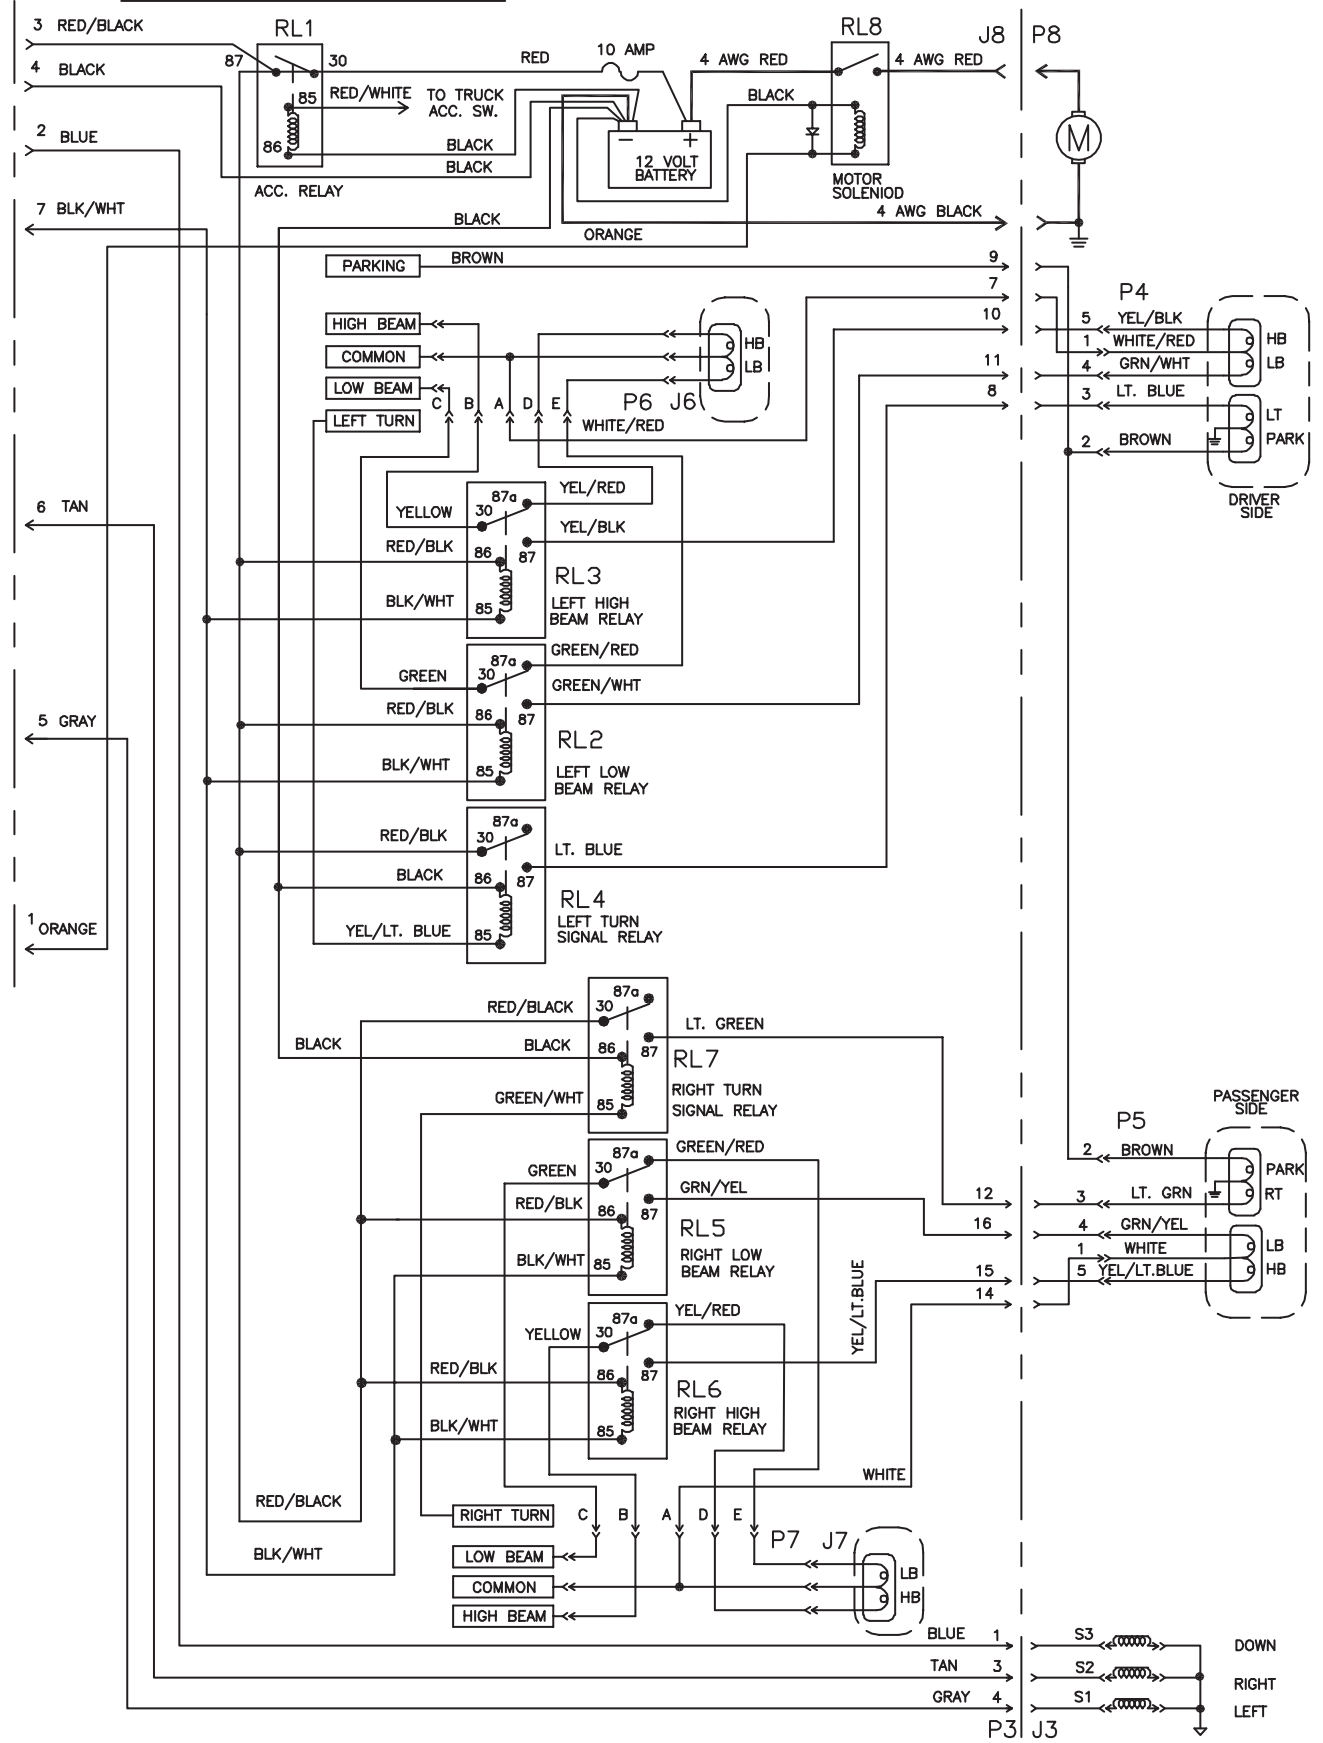 3 RED/BLACK
RL1
87
30
RED
10 AMP
4 AWG RED
RL8
4 AWG RED
J8
P8
4 BLACK
85
RED/WHITE
TO TRUCK
ACC. SW.
BLACK
2 BLUE
86
BLACK
BLACK
− +
12 VOLT
BATTERY
M
ACC. RELAY
MOTOR
SOLENIOD
7 BLK/WHT
BLACK
4 AWG BLACK
ORANGE
PARKING
BROWN
9
7
P4
HIGH BEAM
10
5 YEL/BLK
COMMON
HB
LB
1 WHITE/RED
HB
LOW BEAM
11
4 GRN/WHT
LB
C B A D E
P6 J6
8
3 LT. BLUE
LEFT TURN
WHITE/RED
LT
2 BROWN
PARK
DRIVER
SIDE
6 TAN
YELLOW
30
87a
YEL/RED
YEL/BLK
RED/BLK
86
87
RL3
BLK/WHT
85
LEFT HIGH
BEAM RELAY
GREEN
30
87a
GREEN/RED
GREEN/WHT
RED/BLK
86
87
5 GRAY
RL2
BLK/WHT
85
LEFT LOW
BEAM RELAY
RED/BLK
30
87a
LT. BLUE
BLACK
86
87
RL4
1 ORANGE
YEL/LT. BLUE
85
LEFT TURN
SIGNAL RELAY
RED/BLACK
30
87a
LT. GREEN
BLACK
BLACK
86
87
RL7
GREEN/WHT
85
RIGHT TURN
SIGNAL RELAY
PASSENGER
SIDE
P5
GREEN
30
87a
GREEN/RED
2 BROWN
PARK
RED/BLK
86
87
GRN/YEL
12
3 LT. GRN
RT
16
4 GRN/YEL
RL5
BLK/WHT
85
RIGHT LOW
BEAM RELAY
1 WHITE
LB
15
5 YEL/LT.BLUE
HB
14
YEL/LT.BLUE
YELLOW
30
87a
YEL/RED
RED/BLK
86
87
RL6
BLK/WHT
85
RIGHT HIGH
BEAM RELAY
WHITE
RED/BLACK
RIGHT TURN
C B A D E
BLK/WHT
P7 J7
LOW BEAM
LB
COMMON
HB
HIGH BEAM
BLUE 1
S3
DOWN
TAN 3
S2
RIGHT
GRAY 4
S1
LEFT
P3 J3